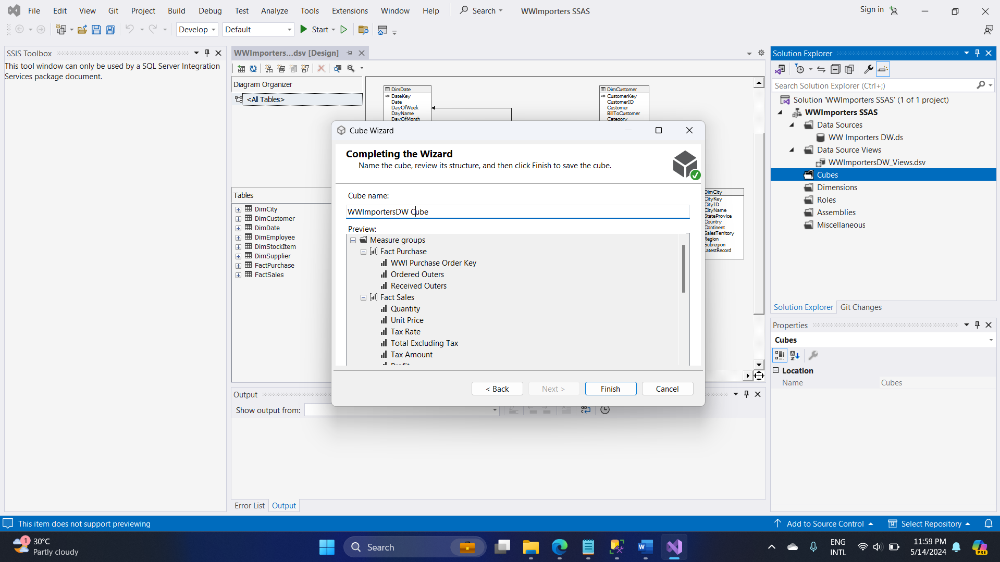 File Edit View Git Project Build Debug Test Analyze Tools Extensions Window Help Search WWImporters SSAS Sign in
Develop Default Start
SSIS Toolbox
This tool window can only be used by a SQL Server Integration
Services package document.
WWImporters...dsv [Design]
Diagram Organizer
<All Tables>
DimDate
DateKey
Date
DayOfWeek
DayName
DayOfMonth
DimCustomer
CustomerKey
CustomerID
Customer
BillToCustomer
Category
Tables
DimCity
DimCustomer
DimDate
DimEmployee
DimStockItem
DimSupplier
FactPurchase
FactSales
Cube Wizard
Completing the Wizard
Name the cube, review its structure, and then click Finish to save the cube.
Cube name:
WWImportersDW Cube
Preview:
Measure groups
Fact Purchase
WWI Purchase Order Key
Ordered Outers
Received Outers
Fact Sales
Quantity
Unit Price
Tax Rate
Total Excluding Tax
Tax Amount
Profit
< Back Next > Finish Cancel
DimCity
CityKey
CityID
CityName
StateProvice
Country
Continent
SalesTerritory
Region
Subregion
LatestRecord
Output
Show output from:
Error List Output
Solution Explorer
Search Solution Explorer (Ctrl+;)
Solution 'WWImporters SSAS' (1 of 1 project)
WWImporters SSAS
Data Sources
WW Importers DW.ds
Data Source Views
WWImportersDW_Views.dsv
Cubes
Dimensions
Roles
Assemblies
Miscellaneous
Solution Explorer Git Changes
Properties
Cubes
Location
Name Cubes
This item does not support previewing
Add to Source Control Select Repository
1
30°C
Partly cloudy
Search
ENG
INTL
11:59 PM
5/14/2024
PRE